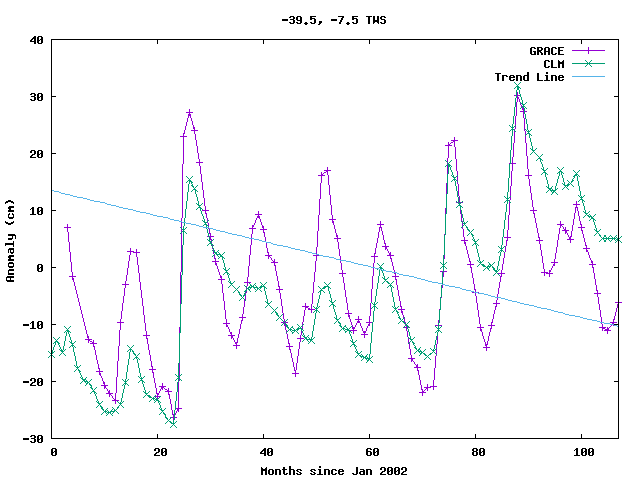 -39.5, -7.5 TWS
GRACE
CLM
Trend Line
Anomaly (cm)
40
30
20
10
0
-10
-20
-30
0 20 40 60 80 100
Months since Jan 2002